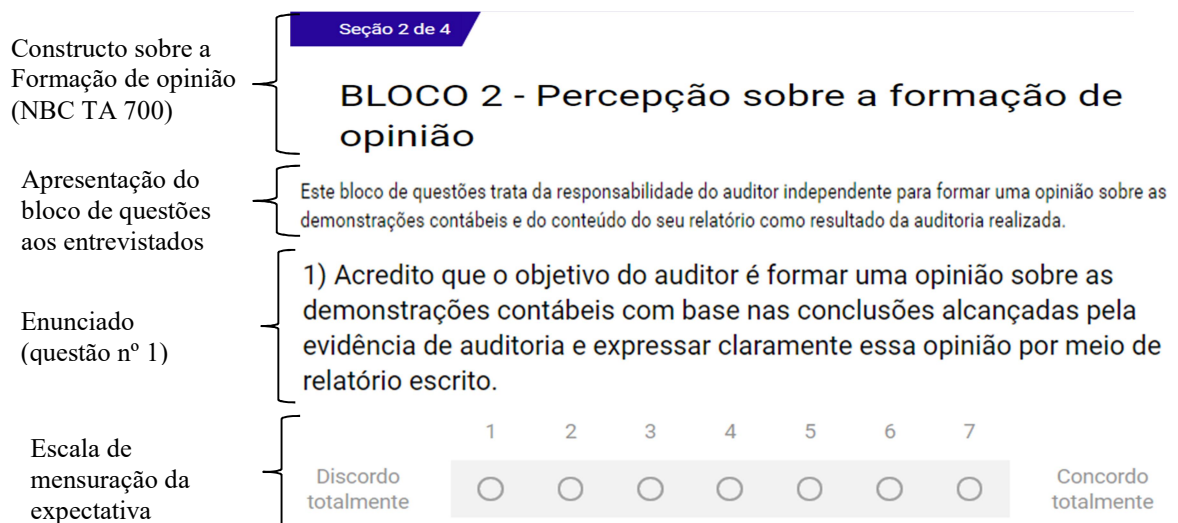 Constructo sobre a
Formação de opinião
(NBC TA 700)
Seção 2 de 4
BLOCO 2 - Percepção sobre a formação de
opinião
Apresentação do
bloco de questões
aos entrevistados
Este bloco de questões trata da responsabilidade do auditor independente para formar uma opinião sobre as
demonstrações contábeis e do conteúdo do seu relatório como resultado da auditoria realizada.
Enunciado
(questão nº 1)
1) Acredito que o objetivo do auditor é formar uma opinião sobre as
demonstrações contábeis com base nas conclusões alcançadas pela
evidência de auditoria e expressar claramente essa opinião por meio de
relatório escrito.
Escala de
mensuração da
expectativa
1 2 3 4 5 6 7
Discordo
totalmente
Concordo
totalmente